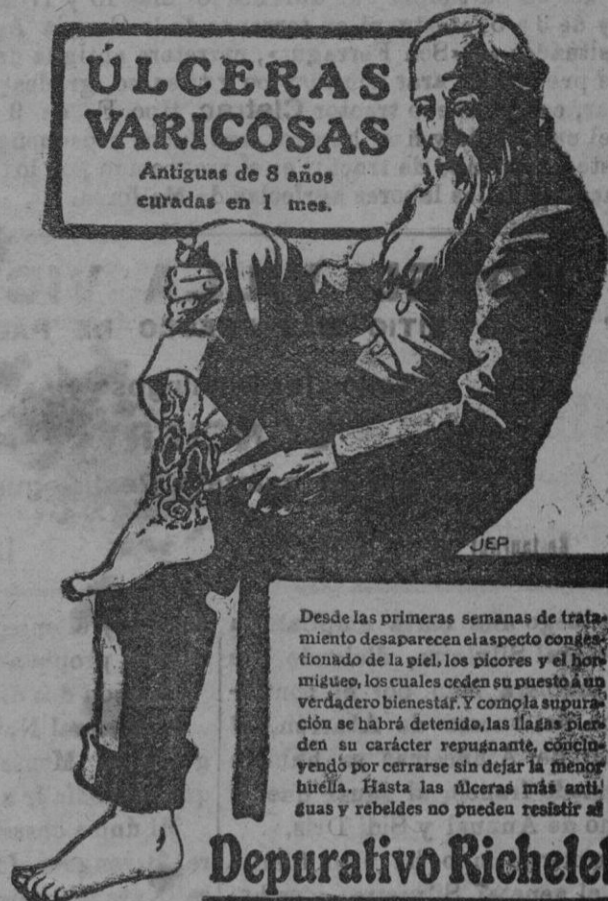 ÚLCERAS
VARICOSAS
Antiguas de 8 años
curadas en 1 mes.
JEP
Desde las primeras semanas de trata-
miento desaparecen el aspecto conges-
tionado de la piel, los picores y el hor-
migueo, los cuales ceden su puesto á un
verdadero bienestar. Y como la supura-
ción se habrá detenido, las llagas pier-
den su carácter repugnante, conclu-
yendo por cerrarse sin dejar la menor
huella. Hasta las úlceras más anti-
guas y rebeldes no pueden resistir al
Depurativo Richelet